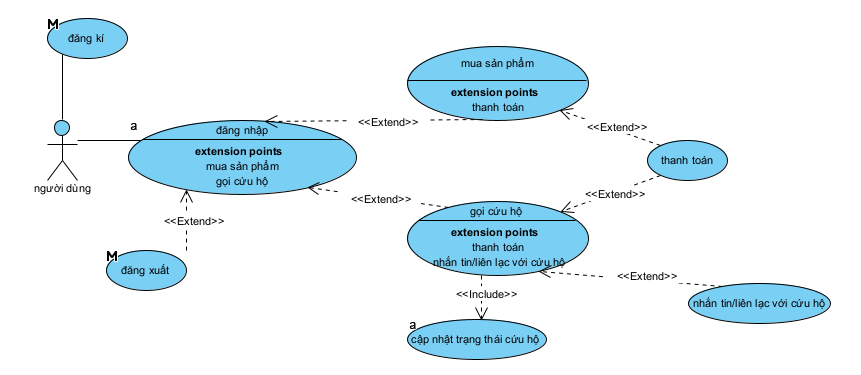 M
đăng kí
người dùng
a
đăng nhập
extension points
mua sản phẩm
gọi cứu hộ
<<Extend>>
M
đăng xuất
<<Extend>>
mua sản phẩm
extension points
thanh toán
<<Extend>>
thanh toán
<<Extend>>
<<Extend>>
gọi cứu hộ
extension points
thanh toán
nhắn tin/liên lạc với cứu hộ
<<Extend>>
nhắn tin/liên lạc với cứu hộ
<<Include>>
a
cập nhật trạng thái cứu hộ